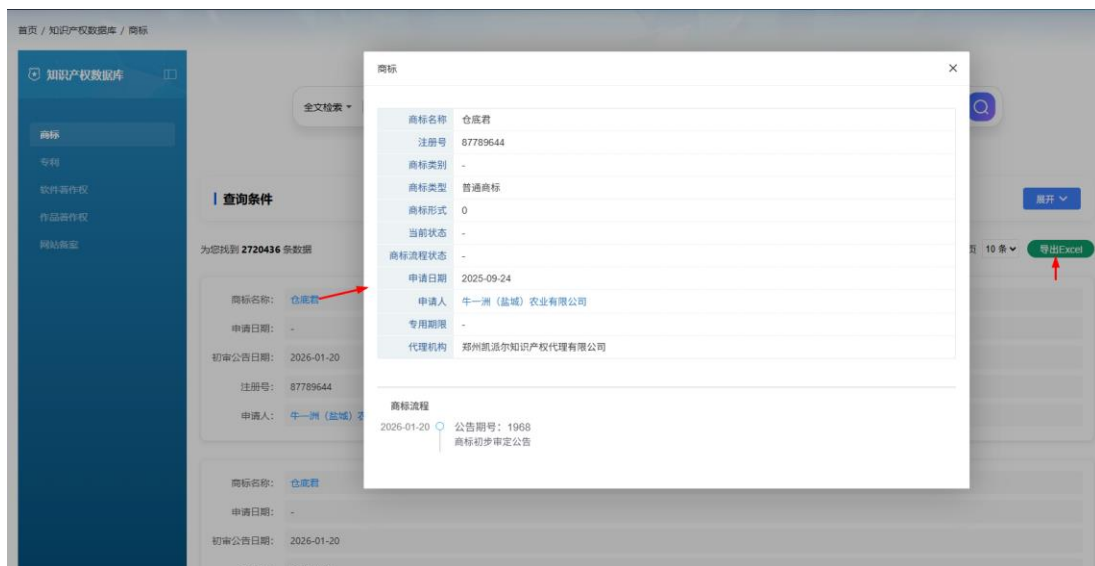 首页 / 知识产权数据库 / 商标
知识产权数据库
商标
专利
软件著作权
作品著作权
网站备案
全文检索
查询条件
展开
为您找到 2720436 条数据
10 条
导出Excel
商标名称: 仓底君
申请日期: -
初审公告日期: 2026-01-20
注册号: 87789644
申请人: 牛一洲（盐城）
商标名称: 仓底君
申请日期: -
初审公告日期: 2026-01-20
商标
商标名称 仓底君
注册号 87789644
商标类别 -
商标类型 普通商标
商标形式 0
当前状态 -
商标流程状态 -
申请日期 2025-09-24
申请人 牛一洲（盐城）农业有限公司
专用期限 -
代理机构 郑州凯派尔知识产权代理有限公司
商标流程
2026-01-20 公告期号：1968
商标初步审定公告